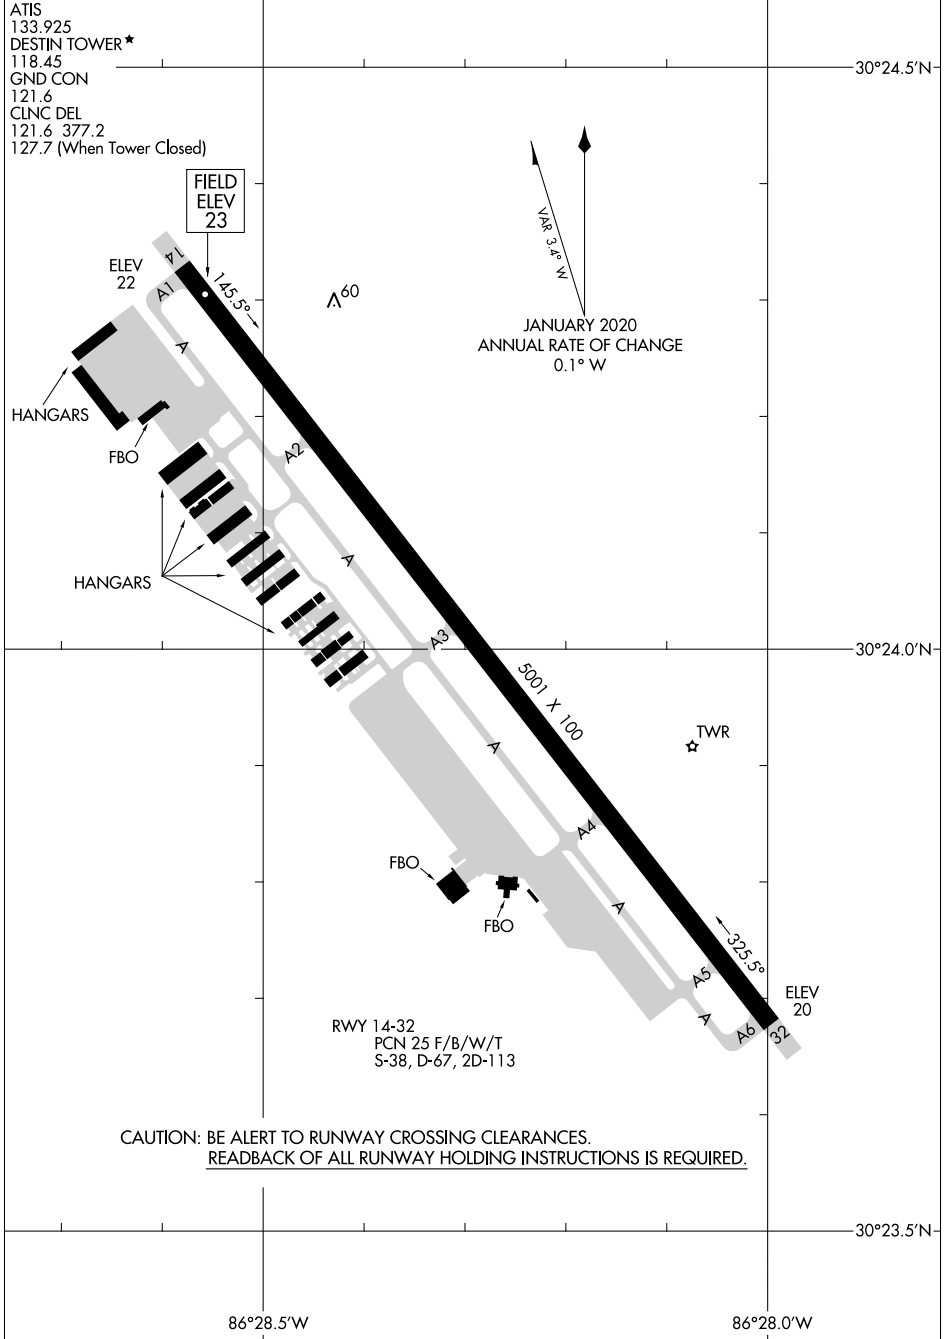 ATIS
133.925
DESTIN TOWER★
118.45
GND CON
121.6
CLNC DEL
121.6 377.2
127.7 (When Tower Closed)
30°24.5'N
FIELD
ELEV
23
VAR 3.4° W
14
ELEV
22
A1
145.5°
60
JANUARY 2020
ANNUAL RATE OF CHANGE
0.1° W
A
HANGARS
FBO
A2
A
HANGARS
A3
30°24.0'N
5001 X 100
TWR
A
A4
FBO
FBO
A
325.5°
A5
ELEV
20
A
A6
32
RWY 14-32
PCN 25 F/B/W/T
S-38, D-67, 2D-113
CAUTION: BE ALERT TO RUNWAY CROSSING CLEARANCES.
READBACK OF ALL RUNWAY HOLDING INSTRUCTIONS IS REQUIRED.
30°23.5'N
86°28.5'W
86°28.0'W